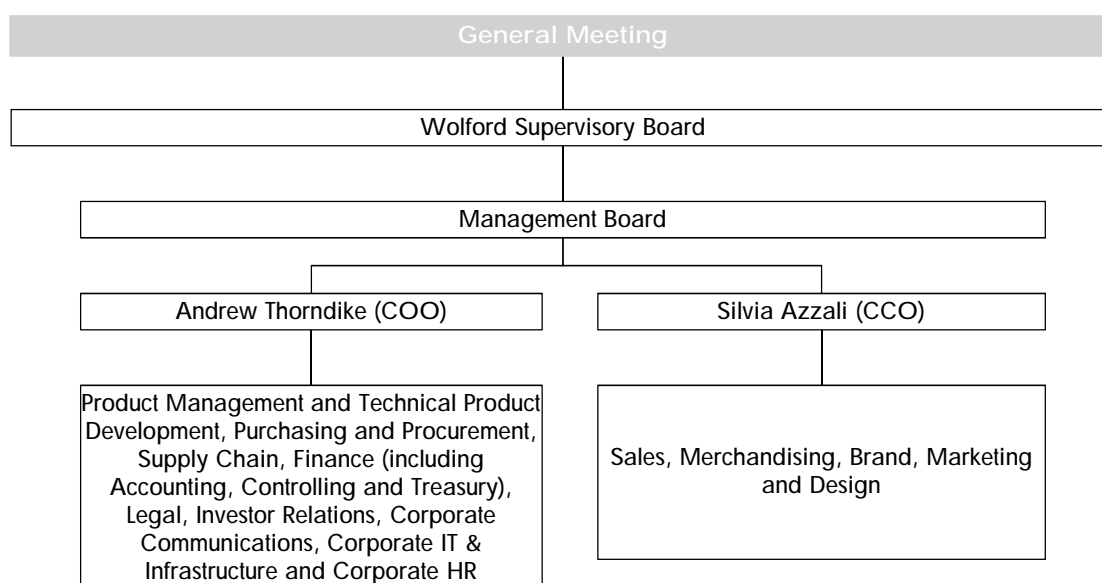 General Meeting
Wolford Supervisory Board
Management Board
Andrew Thorndike (COO)
Silvia Azzali (CCO)
Product Management and Technical Product
Development, Purchasing and Procurement,
Supply Chain, Finance (including
Accounting, Controlling and Treasury),
Legal, Investor Relations, Corporate
Communications, Corporate IT &
Infrastructure and Corporate HR
Sales, Merchandising, Brand, Marketing
and Design